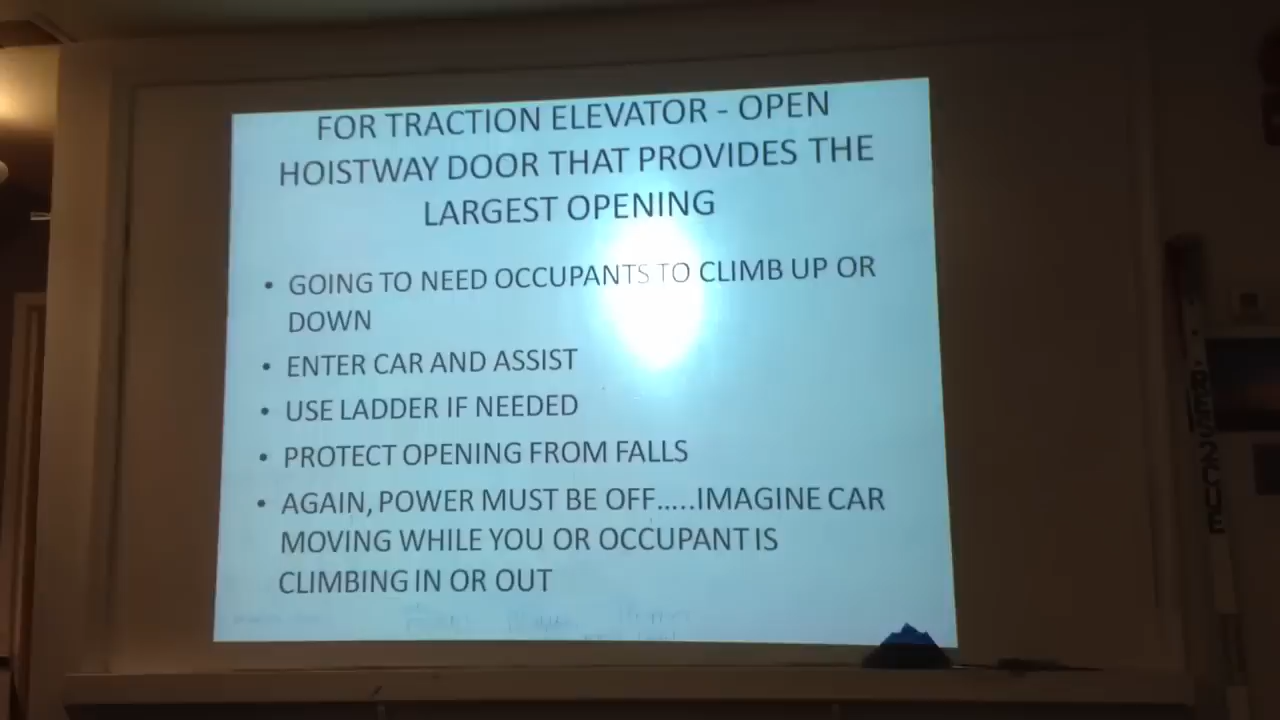 FOR TRACTION ELEVATOR - OPEN
HOISTWAY DOOR THAT PROVIDES THE
LARGEST OPENING
• GOING TO NEED OCCUPANTS TO CLIMB UP OR
DOWN
• ENTER CAR AND ASSIST
• USE LADDER IF NEEDED
• PROTECT OPENING FROM FALLS
• AGAIN, POWER MUST BE OFF.....IMAGINE CAR
MOVING WHILE YOU OR OCCUPANT IS
CLIMBING IN OR OUT
RESCUE